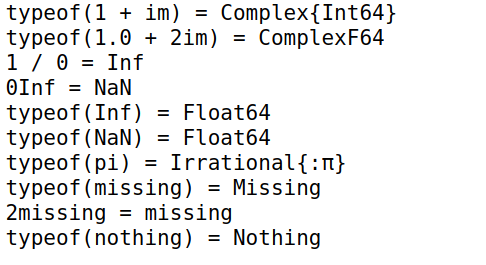 typeof(1 + im) = Complex{Int64}
typeof(1.0 + 2im) = ComplexF64
1 / 0 = Inf
0Inf = NaN
typeof(Inf) = Float64
typeof(NaN) = Float64
typeof(pi) = Irrational{:π}
typeof(missing) = Missing
2missing = missing
typeof(nothing) = Nothing